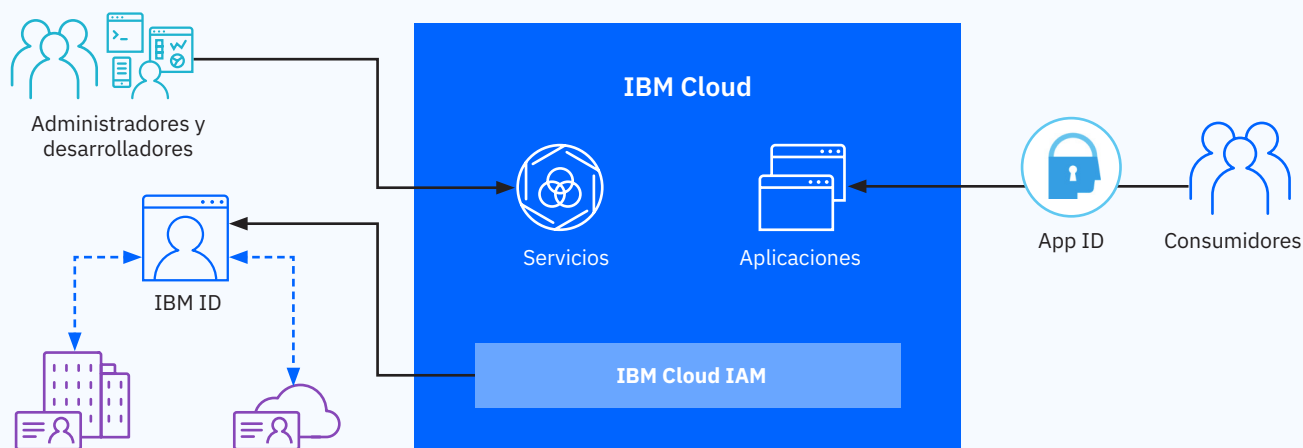 IBM Cloud
Administradores y
desarrolladores
Servicios
Aplicaciones
App ID
Consumidores
IBM ID
IBM Cloud IAM